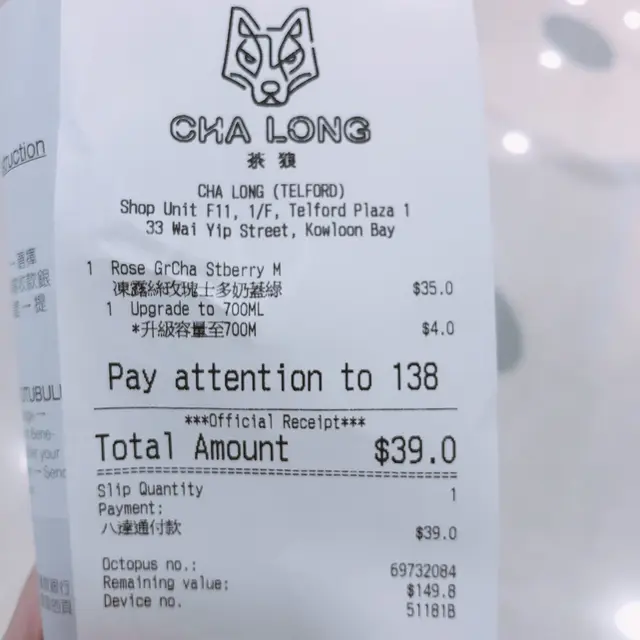 CHA LONG
茶 狼
CHA LONG (TELFORD)
Shop Unit F11, 1/F, Telford Plaza 1
33 Wai Yip Street, Kowloon Bay
1 Rose GrCha Stberry M
凍露絲玫瑰士多奶蓋綠 $35.0
1 Upgrade to 700ML
*升級容量至700M $4.0
Pay attention to 138
***Official Receipt***
Total Amount $39.0
Slip Quantity 1
Payment:
八達通付款 $39.0
Octopus no.: 69732084
Remaining value: $149.8
Device no. 51181B